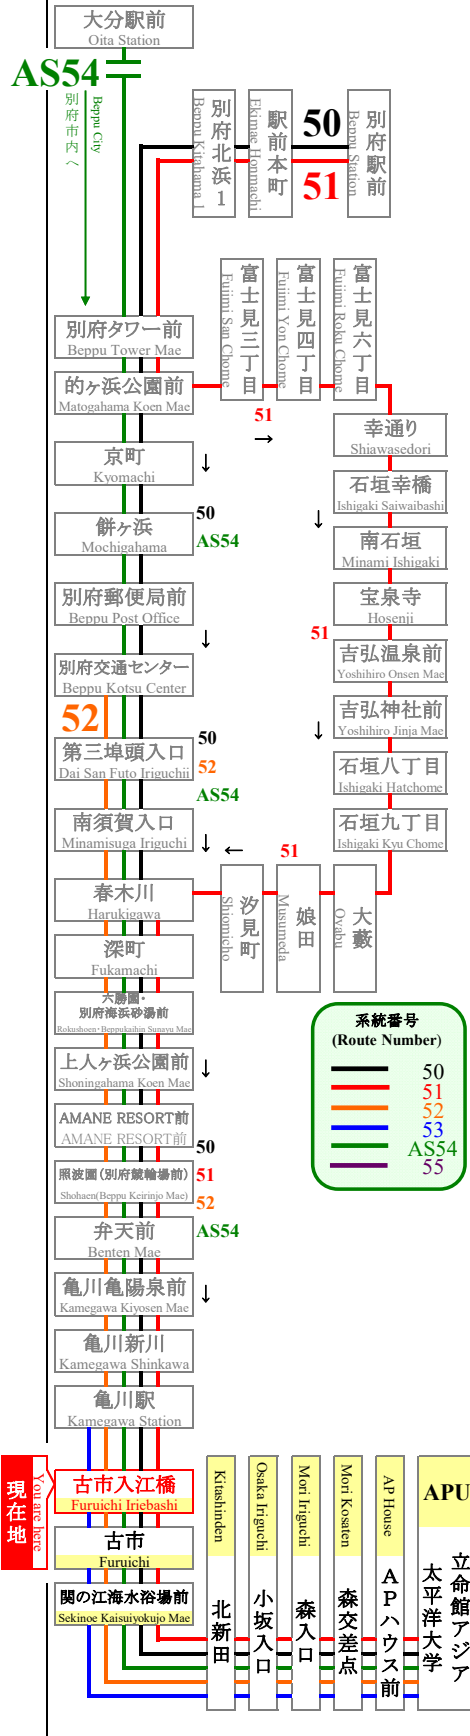 大分駅前
Oita Station
AS54
Beppu City
別府市内へ
別府北浜1
Beppu Kitahama 1
駅前本町
Ekimae Honmachi
50
51
別府駅前
Beppu Station
別府タワー前
Beppu Tower Mae
富士見三丁目
Fujimi San Chome
富士見四丁目
Fujimi Yon Chome
富士見六丁目
Fujimi Roku Chome
的ヶ浜公園前
Matogahama Koen Mae
51
→
幸通り
Shiawasedori
京町
Kyomachi
↓
石垣幸橋
Ishigaki Saiwaibashi
餅ヶ浜
Mochigahama
50
AS54
↓
南石垣
Minami Ishigaki
別府郵便局前
Beppu Post Office
↓
宝泉寺
Hosenji
51
別府交通センター
Beppu Kotsu Center
吉弘温泉前
Yoshihiro Onsen Mae
52
吉弘神社前
Yoshihiro Jinja Mae
↓
第三埠頭入口
Dai San Futo Iriguchii
50
52
AS54
石垣八丁目
Ishigaki Hatchome
南須賀入口
Minamisuga Iriguchi
↓
←
51
石垣九丁目
Ishigaki Kyu Chome
春木川
Harukigawa
汐見町
Shiomicho
娘田
Musumeda
大藪
Oyabu
深町
Fukamachi
六勝園・
別府海浜砂湯前
Rokushoen・Beppukaihin Sunayu Mae
上人ヶ浜公園前
Shoningahama Koen Mae
↓
系統番号
(Route Number)
50
51
52
53
AS54
55
AMANE RESORT前
AMANE RESORT前
50
51
52
AS54
照波園(別府競輪場前)
Shohaen(Beppu Keirinjo Mae)
弁天前
Benten Mae
亀川亀陽泉前
Kamegawa Kiyosen Mae
↓
亀川新川
Kamegawa Shinkawa
亀川駅
Kamegawa Station
現在地
You are here
古市入江橋
Furuichi Iriebashi
古市
Furuichi
関の江海水浴場前
Sekinoe Kaisuiyokujo Mae
Kitashinden
北新田
Osaka Iriguchi
小坂入口
Mori Iriguchi
森入口
Mori Kosaten
森交差点
AP House
APハウス前
APU
立命館アジア
太平洋大学